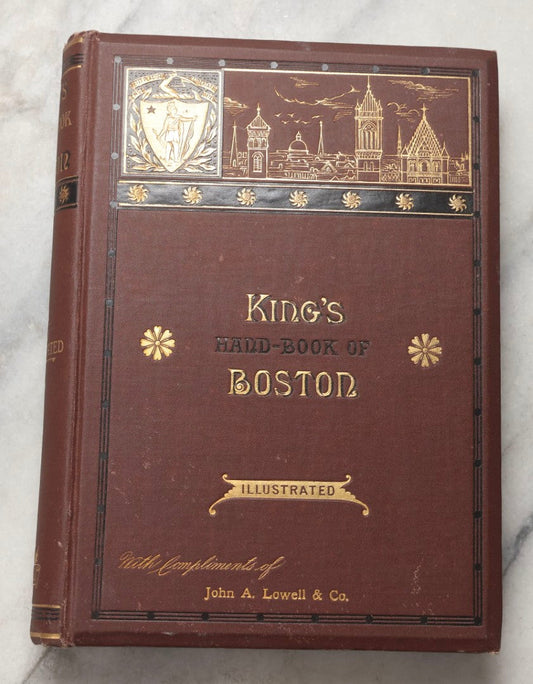 KING'S
HAND-BOOK OF
BOSTON
ILLUSTRATED
With Compliments of
John A. Lowell & Co.